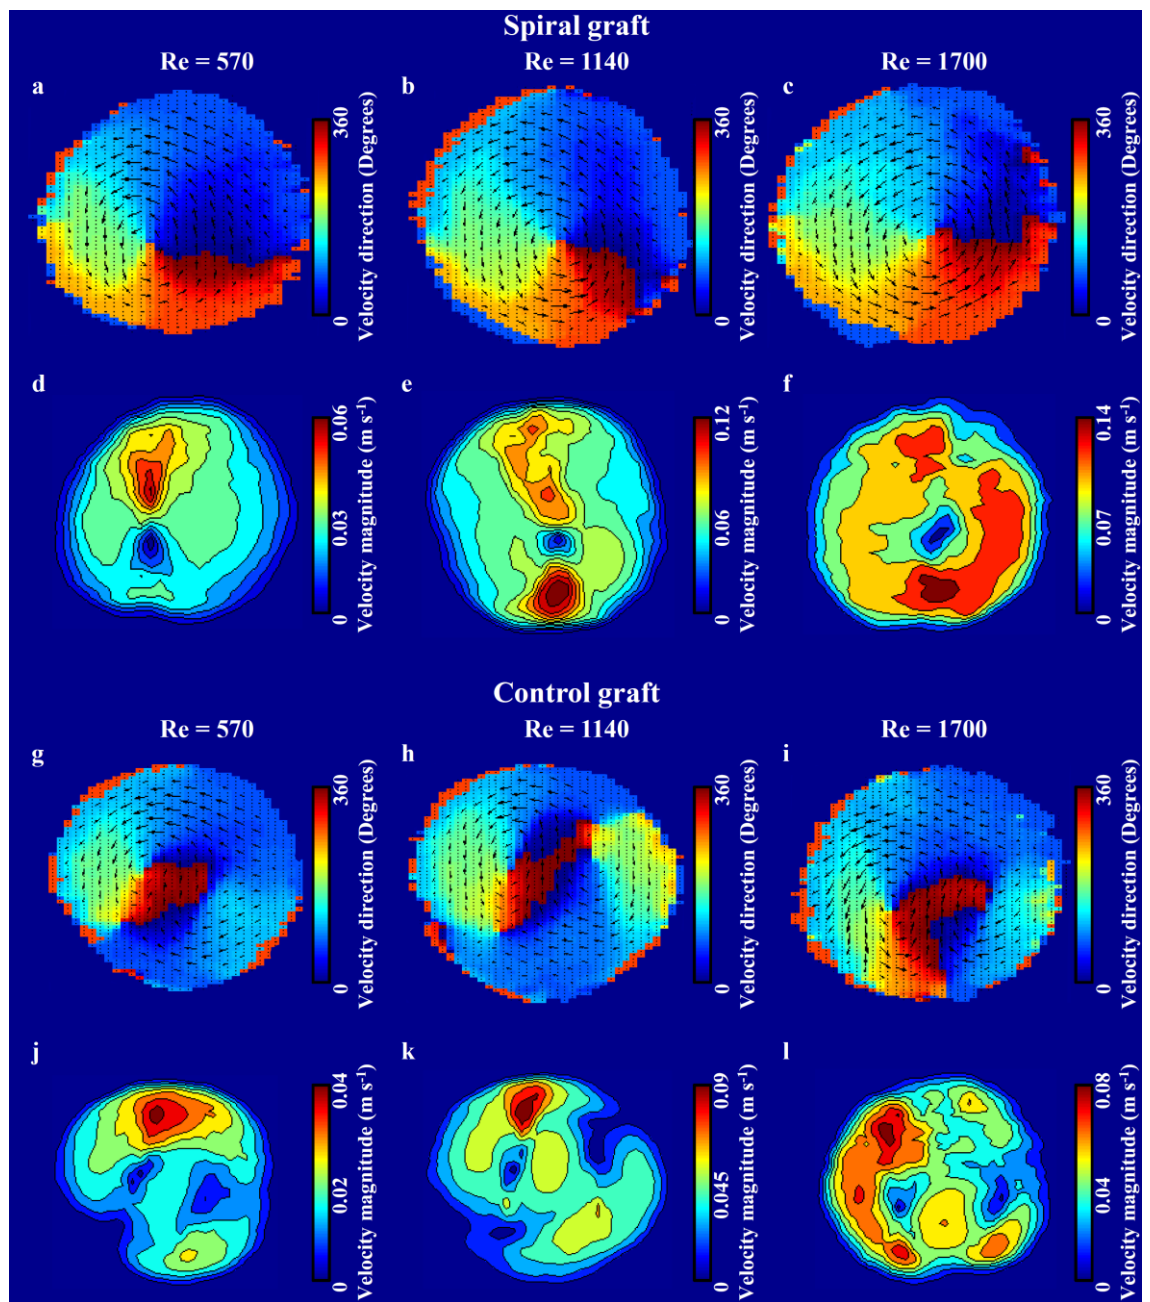 Spiral graft
Re = 570
Re = 1140
Re = 1700
a
b
c
360
0
Velocity direction (Degrees)
360
0
Velocity direction (Degrees)
360
0
Velocity direction (Degrees)
d
e
f
0.06
0.03
0
Velocity magnitude (m s-1)
0.12
0.06
0
Velocity magnitude (m s-1)
0.14
0.07
0
Velocity magnitude (m s-1)
Control graft
Re = 570
Re = 1140
Re = 1700
g
h
i
360
0
Velocity direction (Degrees)
360
0
Velocity direction (Degrees)
360
0
Velocity direction (Degrees)
j
k
l
0.04
0.02
0
Velocity magnitude (m s-1)
0.09
0.045
0
Velocity magnitude (m s-1)
0.08
0.04
0
Velocity magnitude (m s-1)